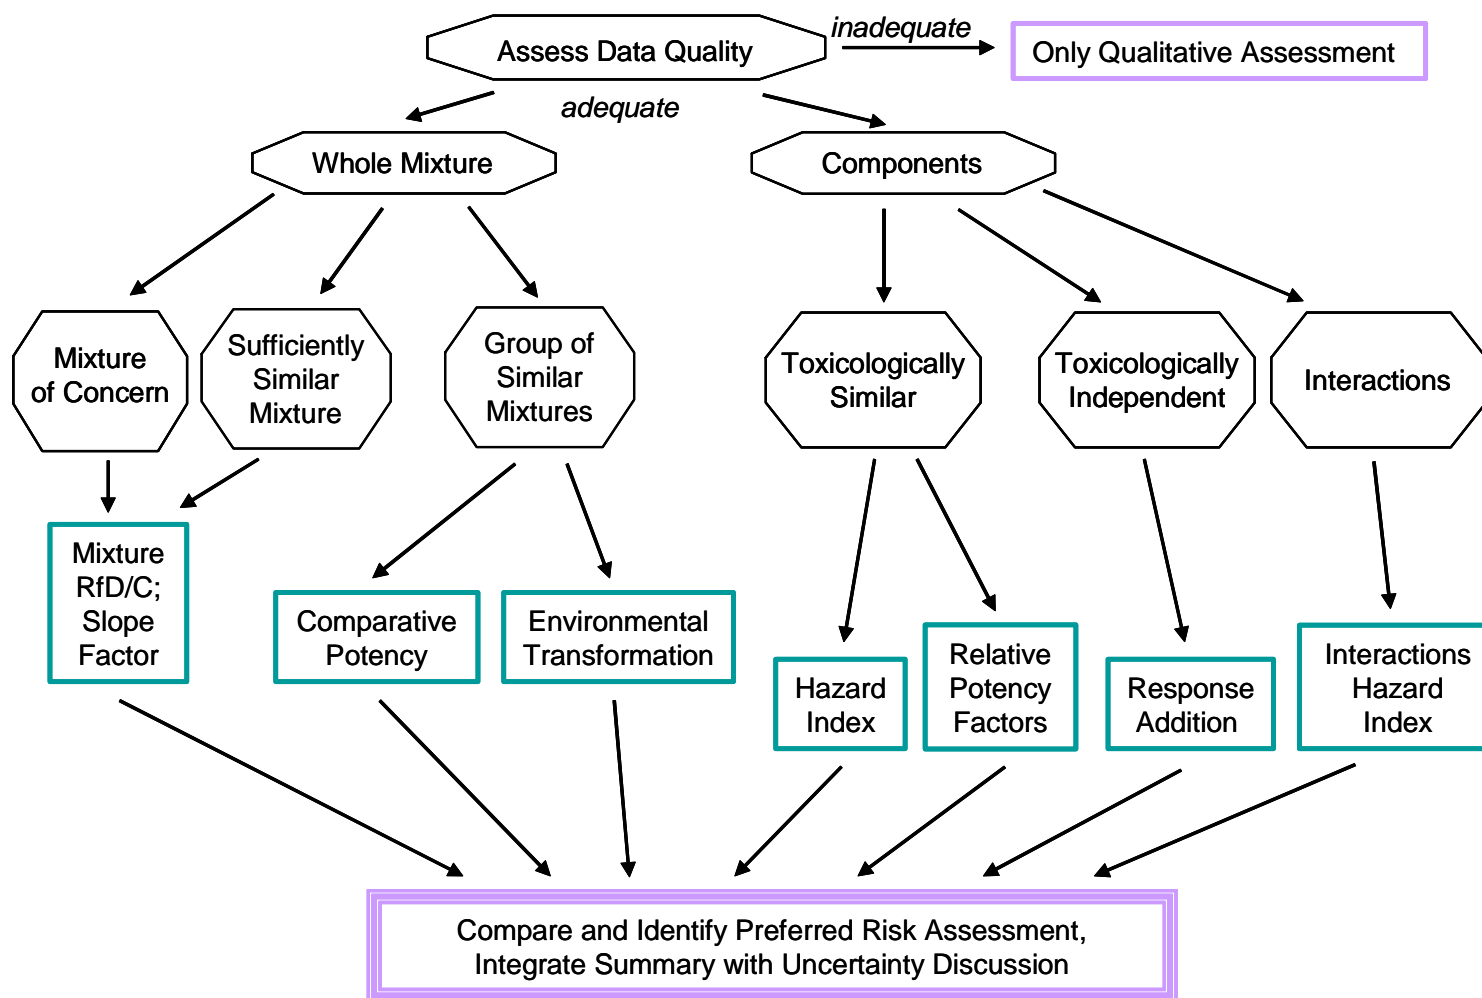 Assess Data Quality
inadequate
Only Qualitative Assessment
adequate
Whole Mixture
Components
Mixture
of Concern
Sufficiently
Similar
Mixture
Group of
Similar
Mixtures
Toxicologically
Similar
Toxicologically
Independent
Interactions
Mixture
RfD/C;
Slope
Factor
Comparative
Potency
Environmental
Transformation
Hazard
Index
Relative
Potency
Factors
Response
Addition
Interactions
Hazard
Index
Compare and Identify Preferred Risk Assessment,
Integrate Summary with Uncertainty Discussion